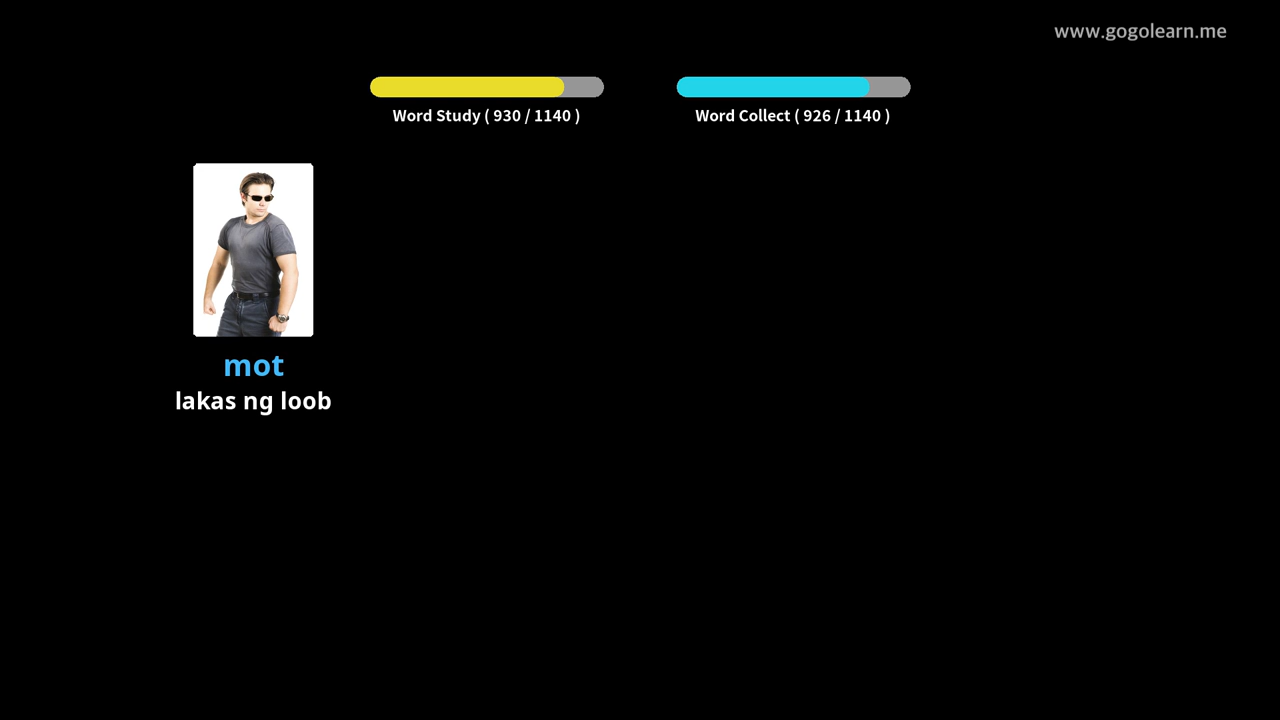 www.gogolearn.me
Word Study ( 930 / 1140 )
Word Collect ( 926 / 1140 )
mot
lakas ng loob